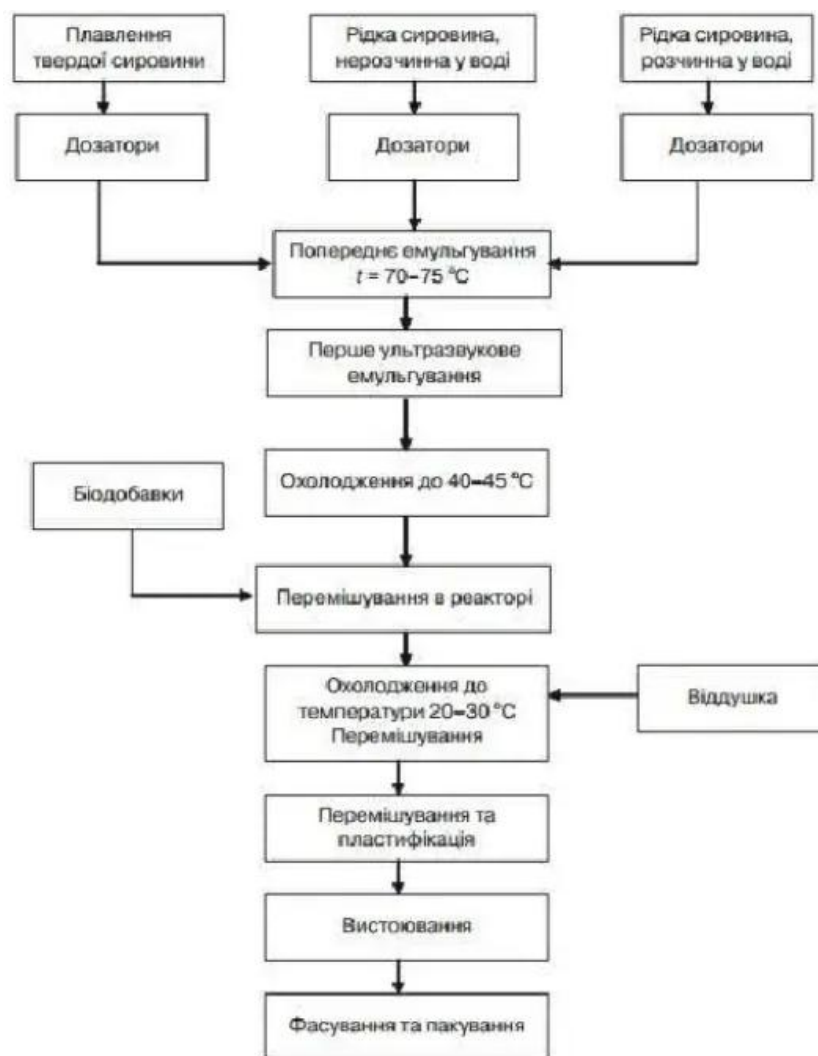 Плавлення
твердої сировини
Рідка сировина,
нерозчинна у воді
Рідка сировина,
розчинна у воді
Дозатори
Дозатори
Дозатори
Попереднє емульгування
t = 70–75 °C
Перше ультразвукове
емульгування
Охолодження до 40–45 °C
Біодобавки
Перемішування в реакторі
Охолодження до
температури 20–30 °C
Перемішування
Віддушка
Перемішування та
пластифікація
Вистоювання
Фасування та пакування